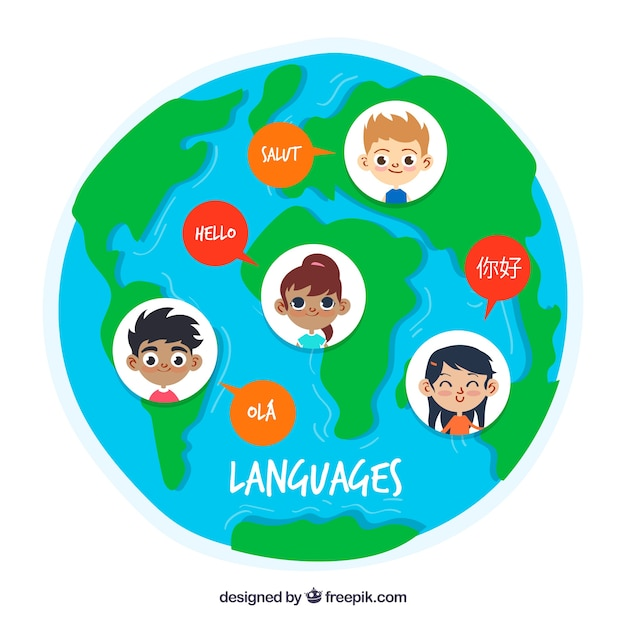 SALUT
HELLO
你好
OLÁ
LANGUAGES
designed by freepik.com